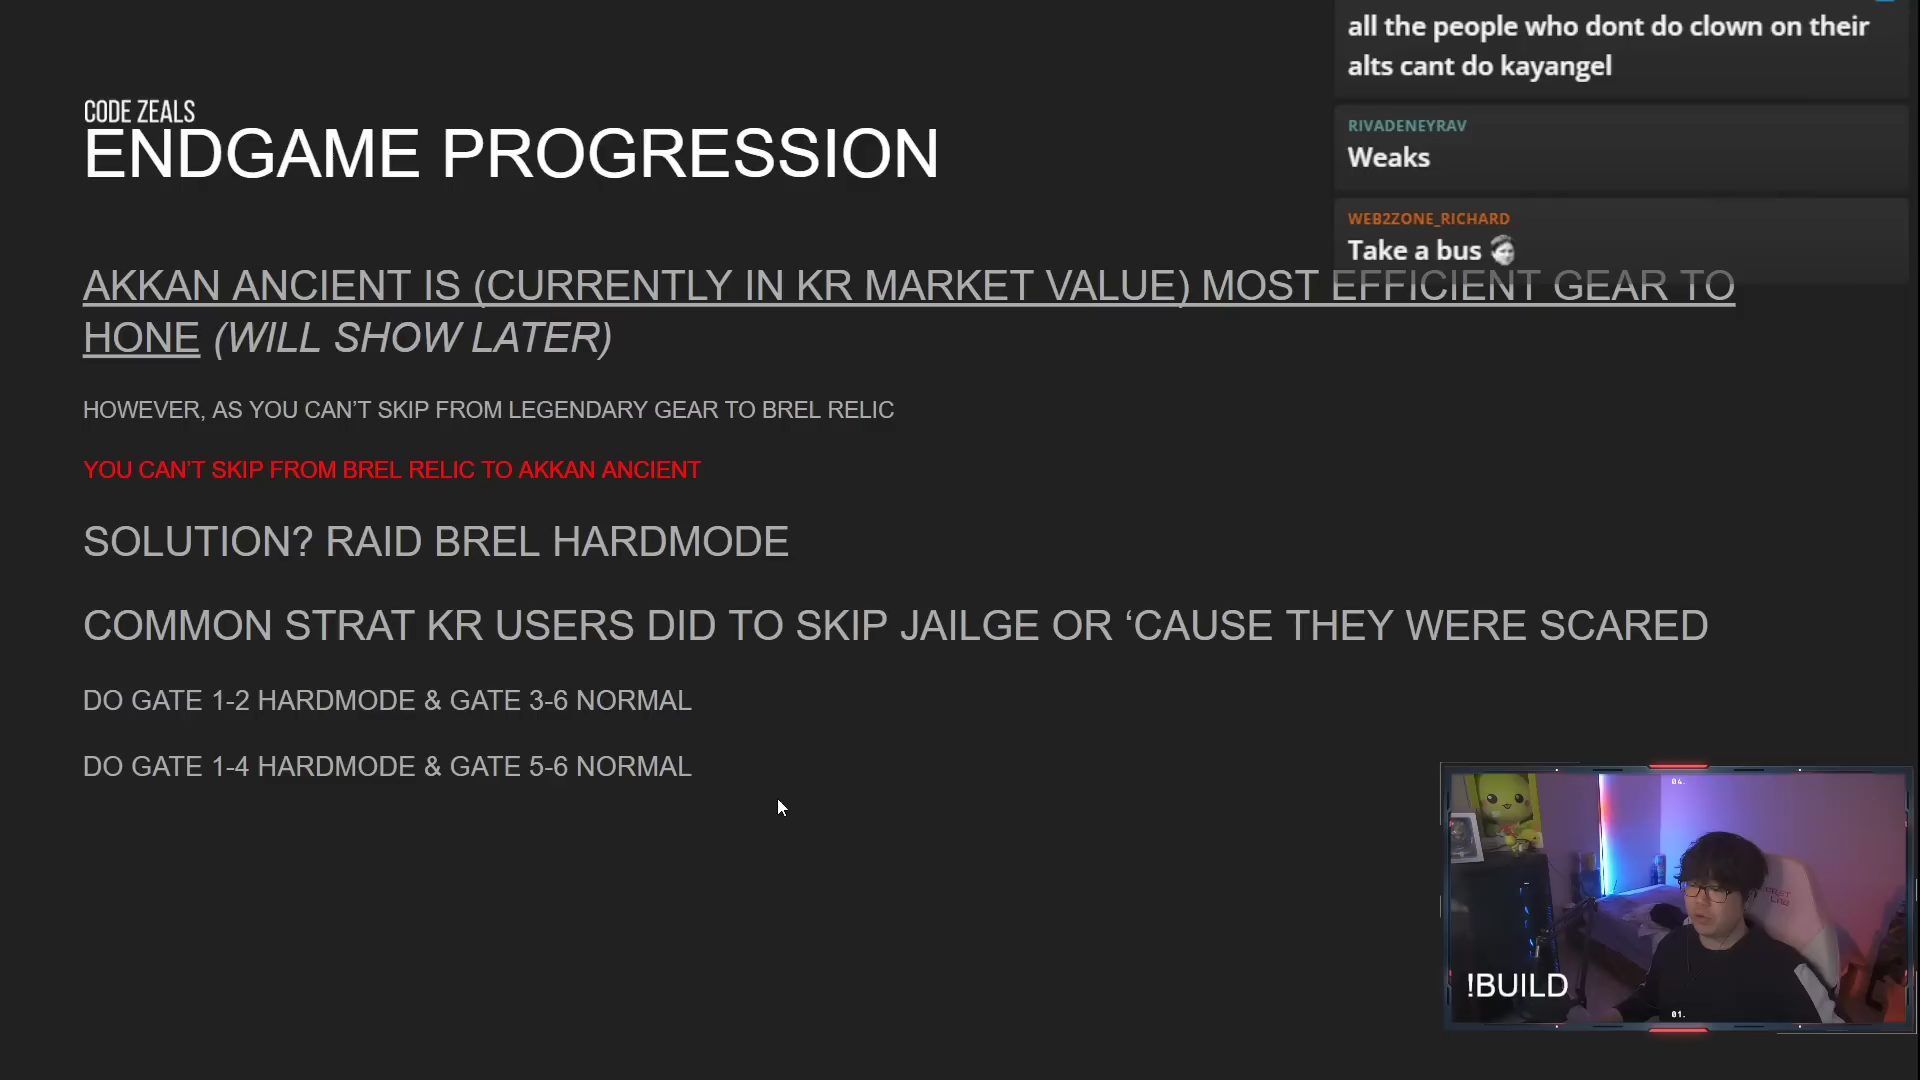 all the people who dont do clown on their
alts cant do kayangel
RIVADENEYRAV
Weaks
WEB2ZONE_RICHARD
Take a bus
CODE ZEALS
ENDGAME PROGRESSION
AKKAN ANCIENT IS (CURRENTLY IN KR MARKET VALUE) MOST EFFICIENT GEAR TO
HONE (WILL SHOW LATER)
HOWEVER, AS YOU CAN’T SKIP FROM LEGENDARY GEAR TO BREL RELIC
YOU CAN’T SKIP FROM BREL RELIC TO AKKAN ANCIENT
SOLUTION? RAID BREL HARDMODE
COMMON STRAT KR USERS DID TO SKIP JAILGE OR ‘CAUSE THEY WERE SCARED
DO GATE 1-2 HARDMODE & GATE 3-6 NORMAL
DO GATE 1-4 HARDMODE & GATE 5-6 NORMAL
04.
!BUILD
01.